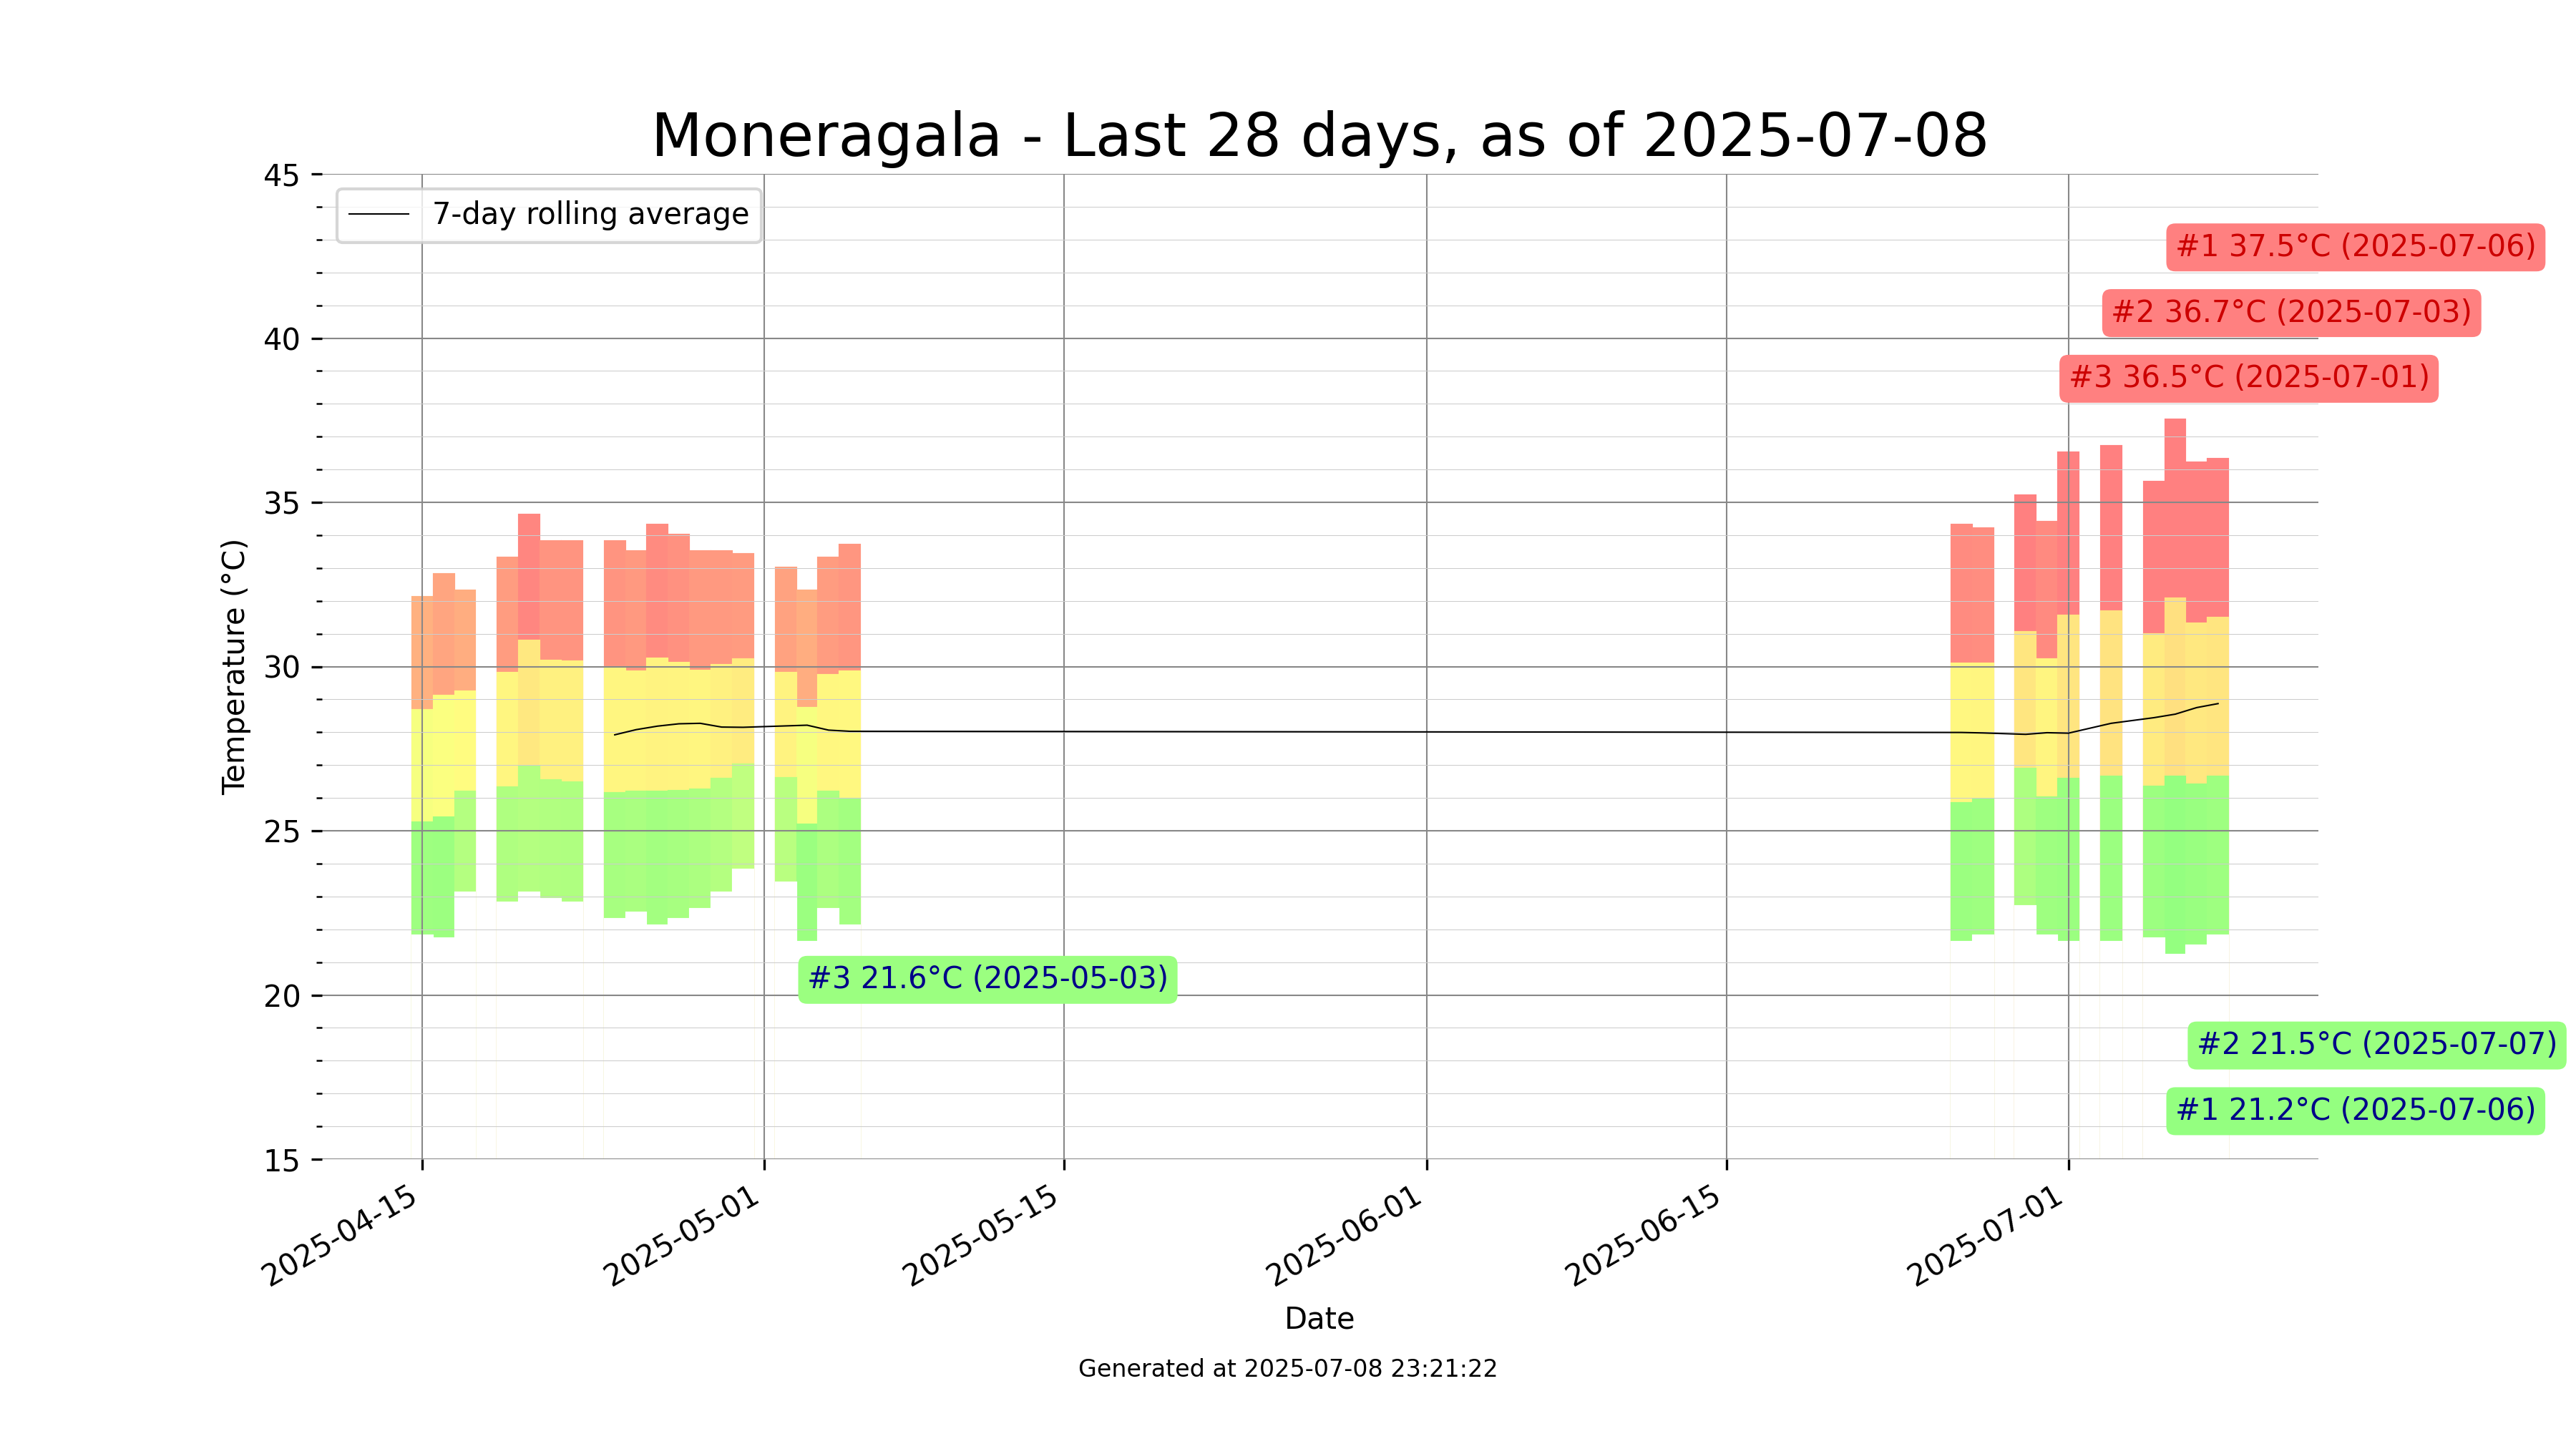 Moneragala - Last 28 days, as of 2025-07-08
7-day rolling average
#1 37.5°C (2025-07-06)
#2 36.7°C (2025-07-03)
#3 36.5°C (2025-07-01)
45
40
35
30
25
20
15
Temperature (°C)
#3 21.6°C (2025-05-03)
#2 21.5°C (2025-07-07)
#1 21.2°C (2025-07-06)
2025-04-15
2025-05-01
2025-05-15
2025-06-01
2025-06-15
2025-07-01
Date
Generated at 2025-07-08 23:21:22